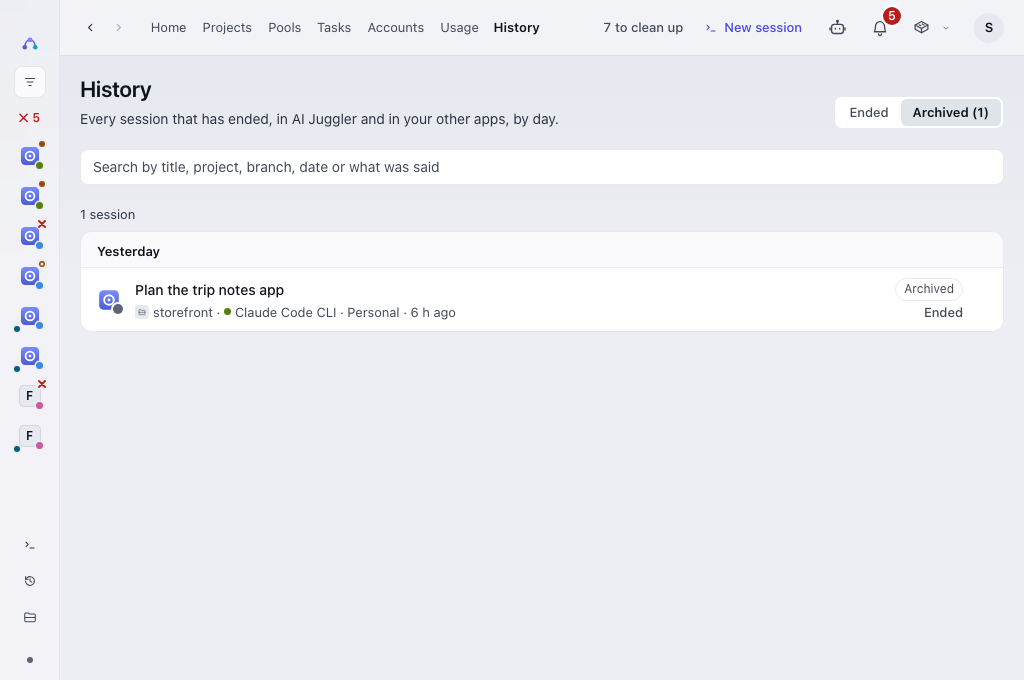 Home Projects Pools Tasks Accounts Usage History 7 to clean up New session 5 S
5
F
F
History
Every session that has ended, in AI Juggler and in your other apps, by day.
Ended Archived (1)
Search by title, project, branch, date or what was said
1 session
Yesterday
Plan the trip notes app
Archived
storefront · Claude Code CLI · Personal · 6 h ago
Ended